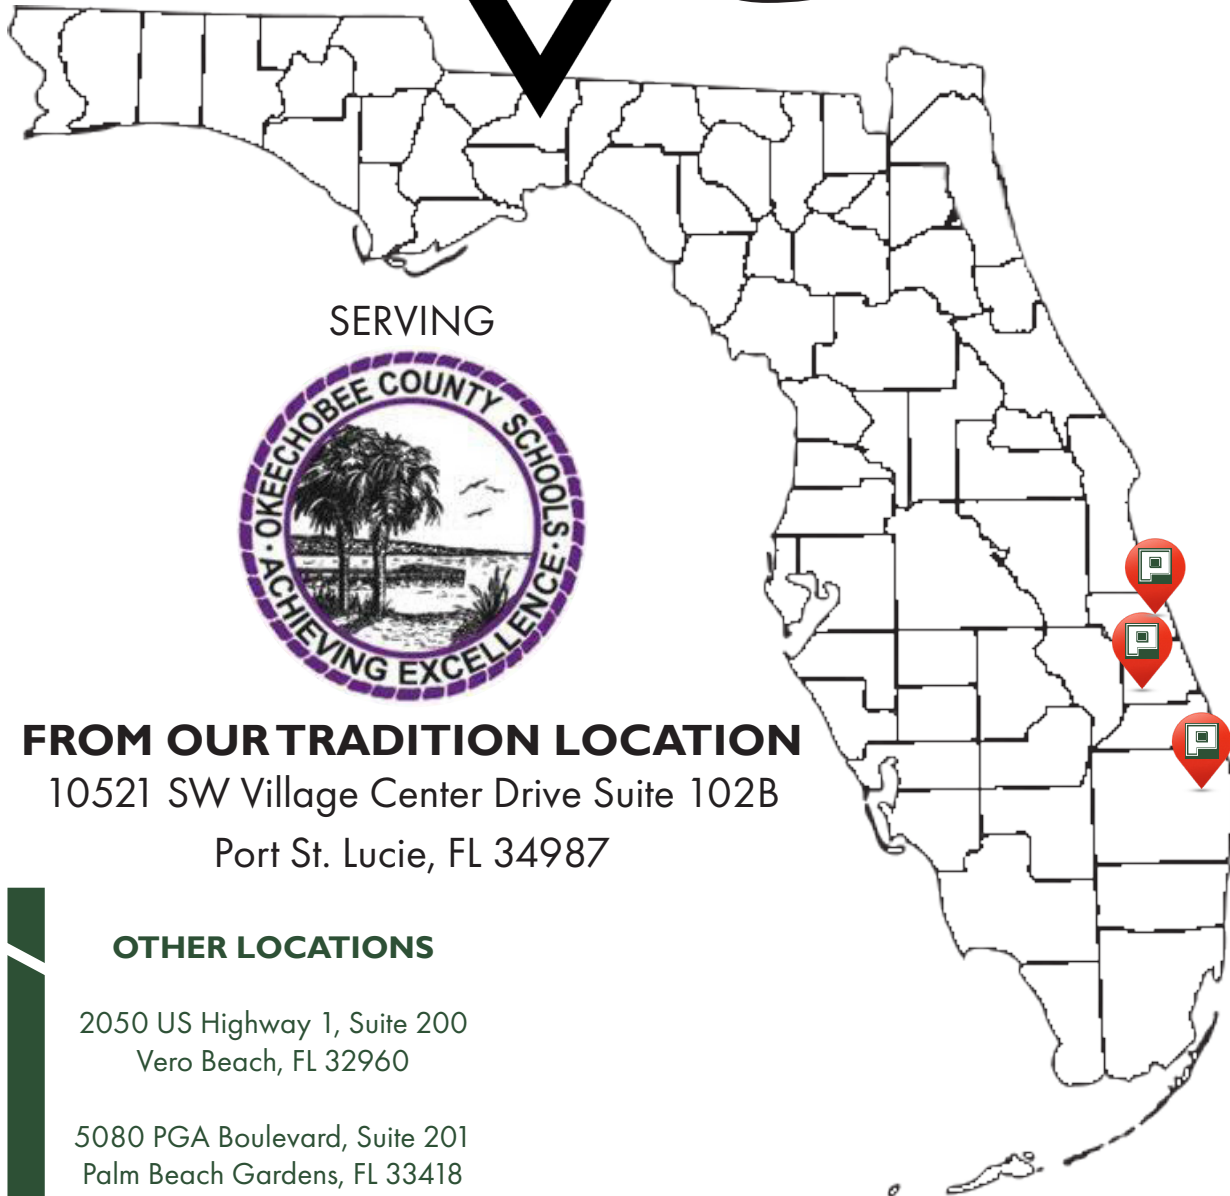 SERVING
OKEECHOBEE COUNTY SCHOOLS
· ACHIEVING EXCELLENCE ·
FROM OUR TRADITION LOCATION
10521 SW Village Center Drive Suite 102B
Port St. Lucie, FL 34987
OTHER LOCATIONS
2050 US Highway 1, Suite 200
Vero Beach, FL 32960
5080 PGA Boulevard, Suite 201
Palm Beach Gardens, FL 33418
P
P
P